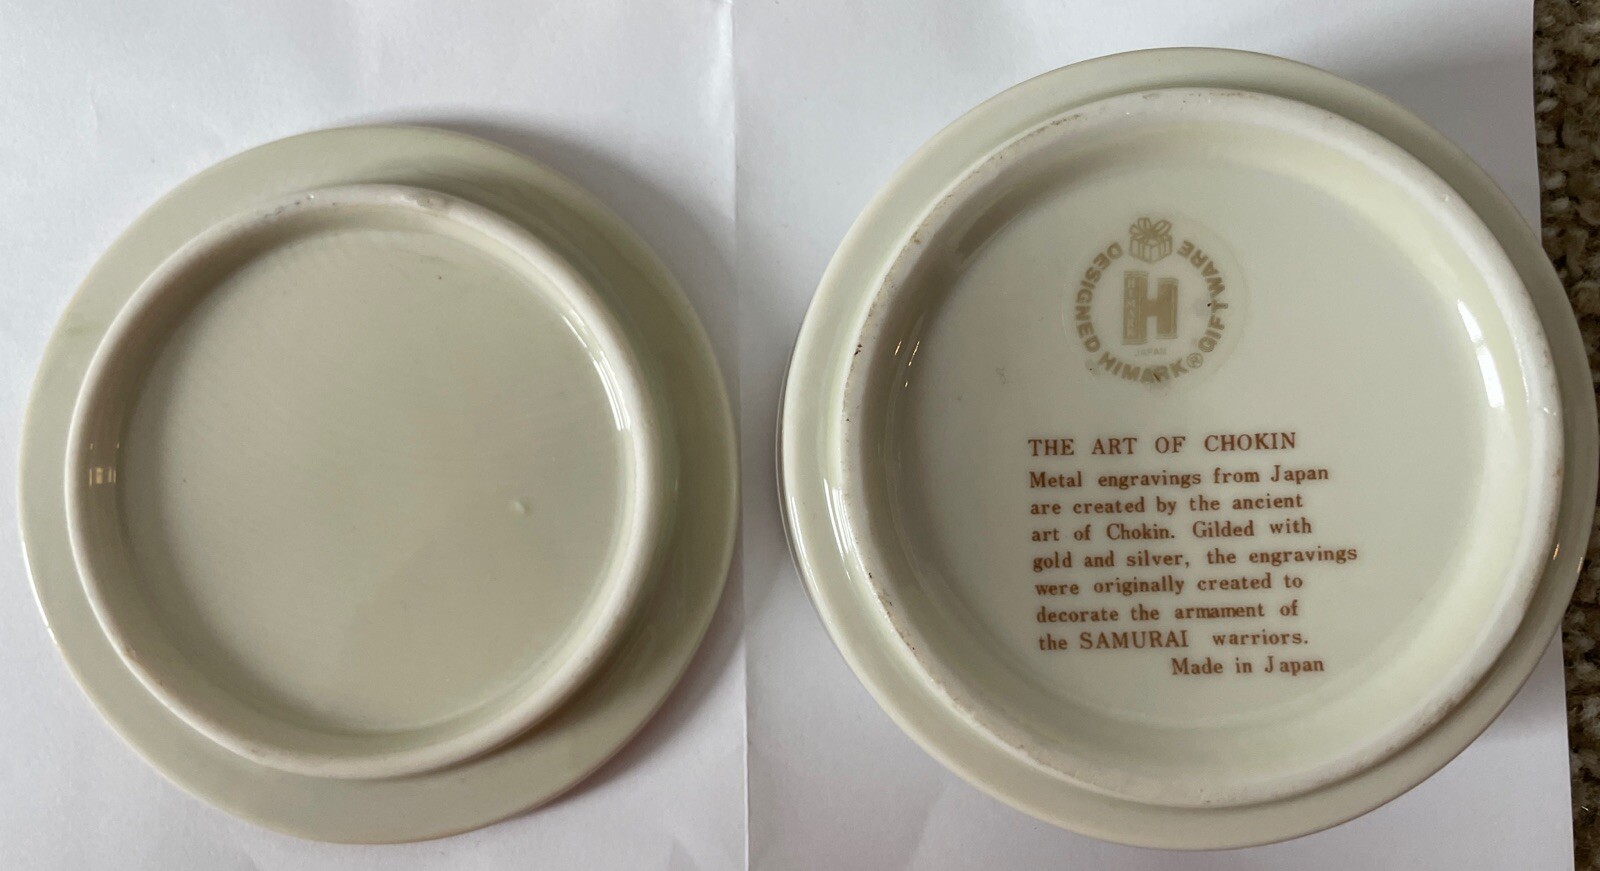 DESIGNED HIMARK® GIFTWARE
H
HIMARK
JAPAN
THE ART OF CHOKIN
Metal engravings from Japan
are created by the ancient
art of Chokin. Gilded with
gold and silver, the engravings
were originally created to
decorate the armament of
the SAMURAI warriors.
Made in Japan